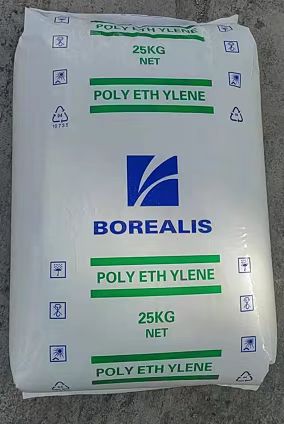 25KG
NET
POLY ETH YLENE
BOREALIS
POLY ETH YLENE
25KG
NET
POLY ETH YLENE